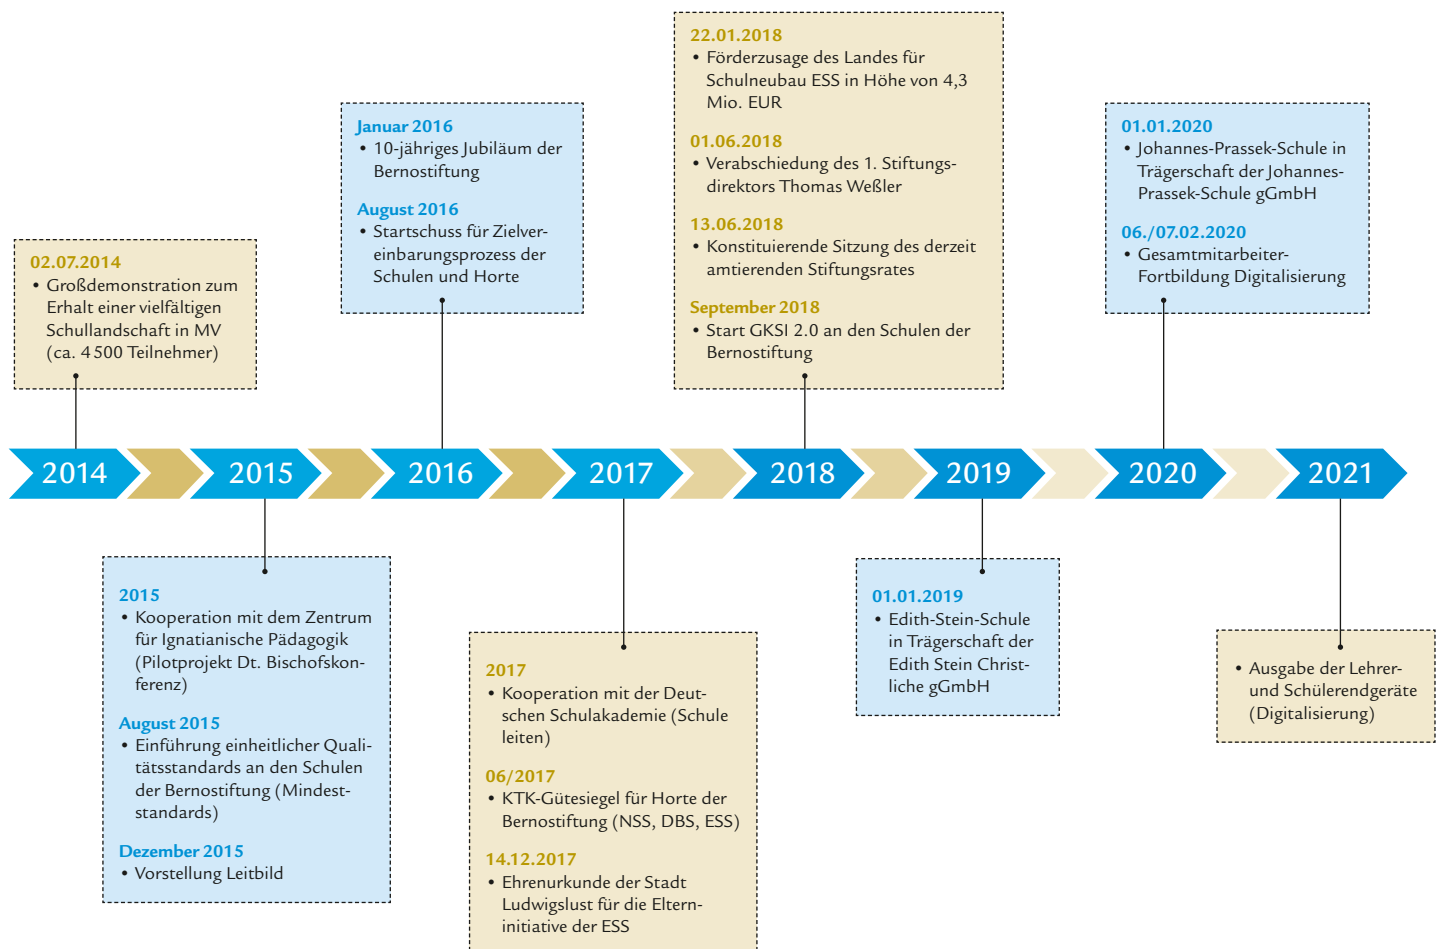 02.07.2014
• Großdemonstration zum
Erhalt einer vielfältigen
Schullandschaft in MV
(ca. 4 500 Teilnehmer)
Januar 2016
• 10-jähriges Jubiläum der
Bernostiftung
August 2016
• Startschuss für Zielver-
einbarungsprozess der
Schulen und Horte
22.01.2018
• Förderzusage des Landes für
Schulneubau ESS in Höhe von 4,3
Mio. EUR
01.06.2018
• Verabschiedung des 1. Stiftungs-
direktors Thomas Weßler
13.06.2018
• Konstituierende Sitzung des derzeit
amtierenden Stiftungsrates
September 2018
• Start GKSI 2.0 an den Schulen der
Bernostiftung
01.01.2020
• Johannes-Prassek-Schule in
Trägerschaft der Johannes-
Prassek-Schule gGmbH
06./07.02.2020
• Gesamtmitarbeiter-
Fortbildung Digitalisierung
2014
2015
2016
2017
2018
2019
2020
2021
2015
• Kooperation mit dem Zentrum
für Ignatianische Pädagogik
(Pilotprojekt Dt. Bischofskon-
ferenz)
August 2015
• Einführung einheitlicher Quali-
tätsstandards an den Schulen
der Bernostiftung (Mindest-
standards)
Dezember 2015
• Vorstellung Leitbild
2017
• Kooperation mit der Deut-
schen Schulakademie (Schule
leiten)
06/2017
• KTK-Gütesiegel für Horte der
Bernostiftung (NSS, DBS, ESS)
14.12.2017
• Ehrenurkunde der Stadt
Ludwigslust für die Eltern-
initiative der ESS
01.01.2019
• Edith-Stein-Schule
in Trägerschaft der
Edith Stein Christ-
liche gGmbH
• Ausgabe der Lehrer-
und Schülerendgeräte
(Digitalisierung)